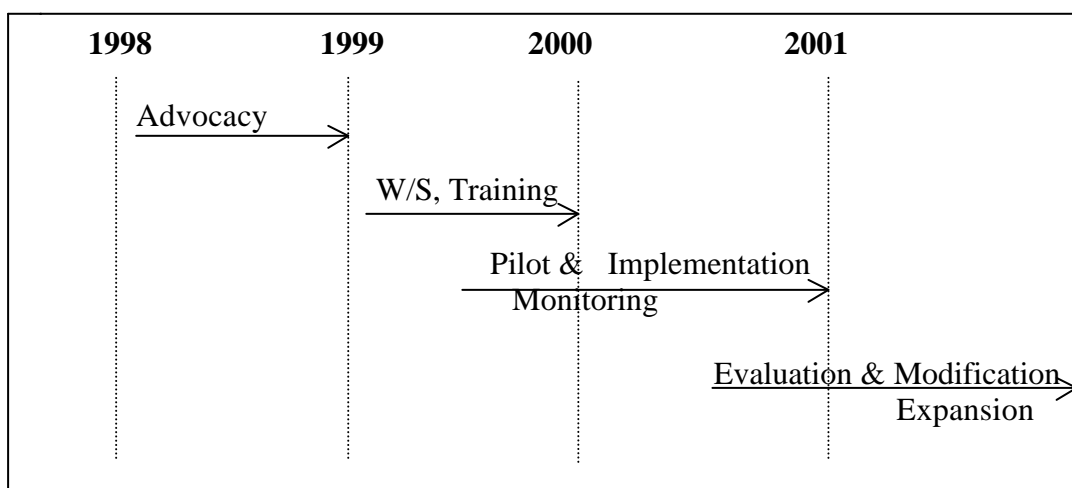 1998 1999 2000 2001
Advocacy
W/S, Training
Pilot & Implementation
Monitoring
Evaluation & Modification
Expansion